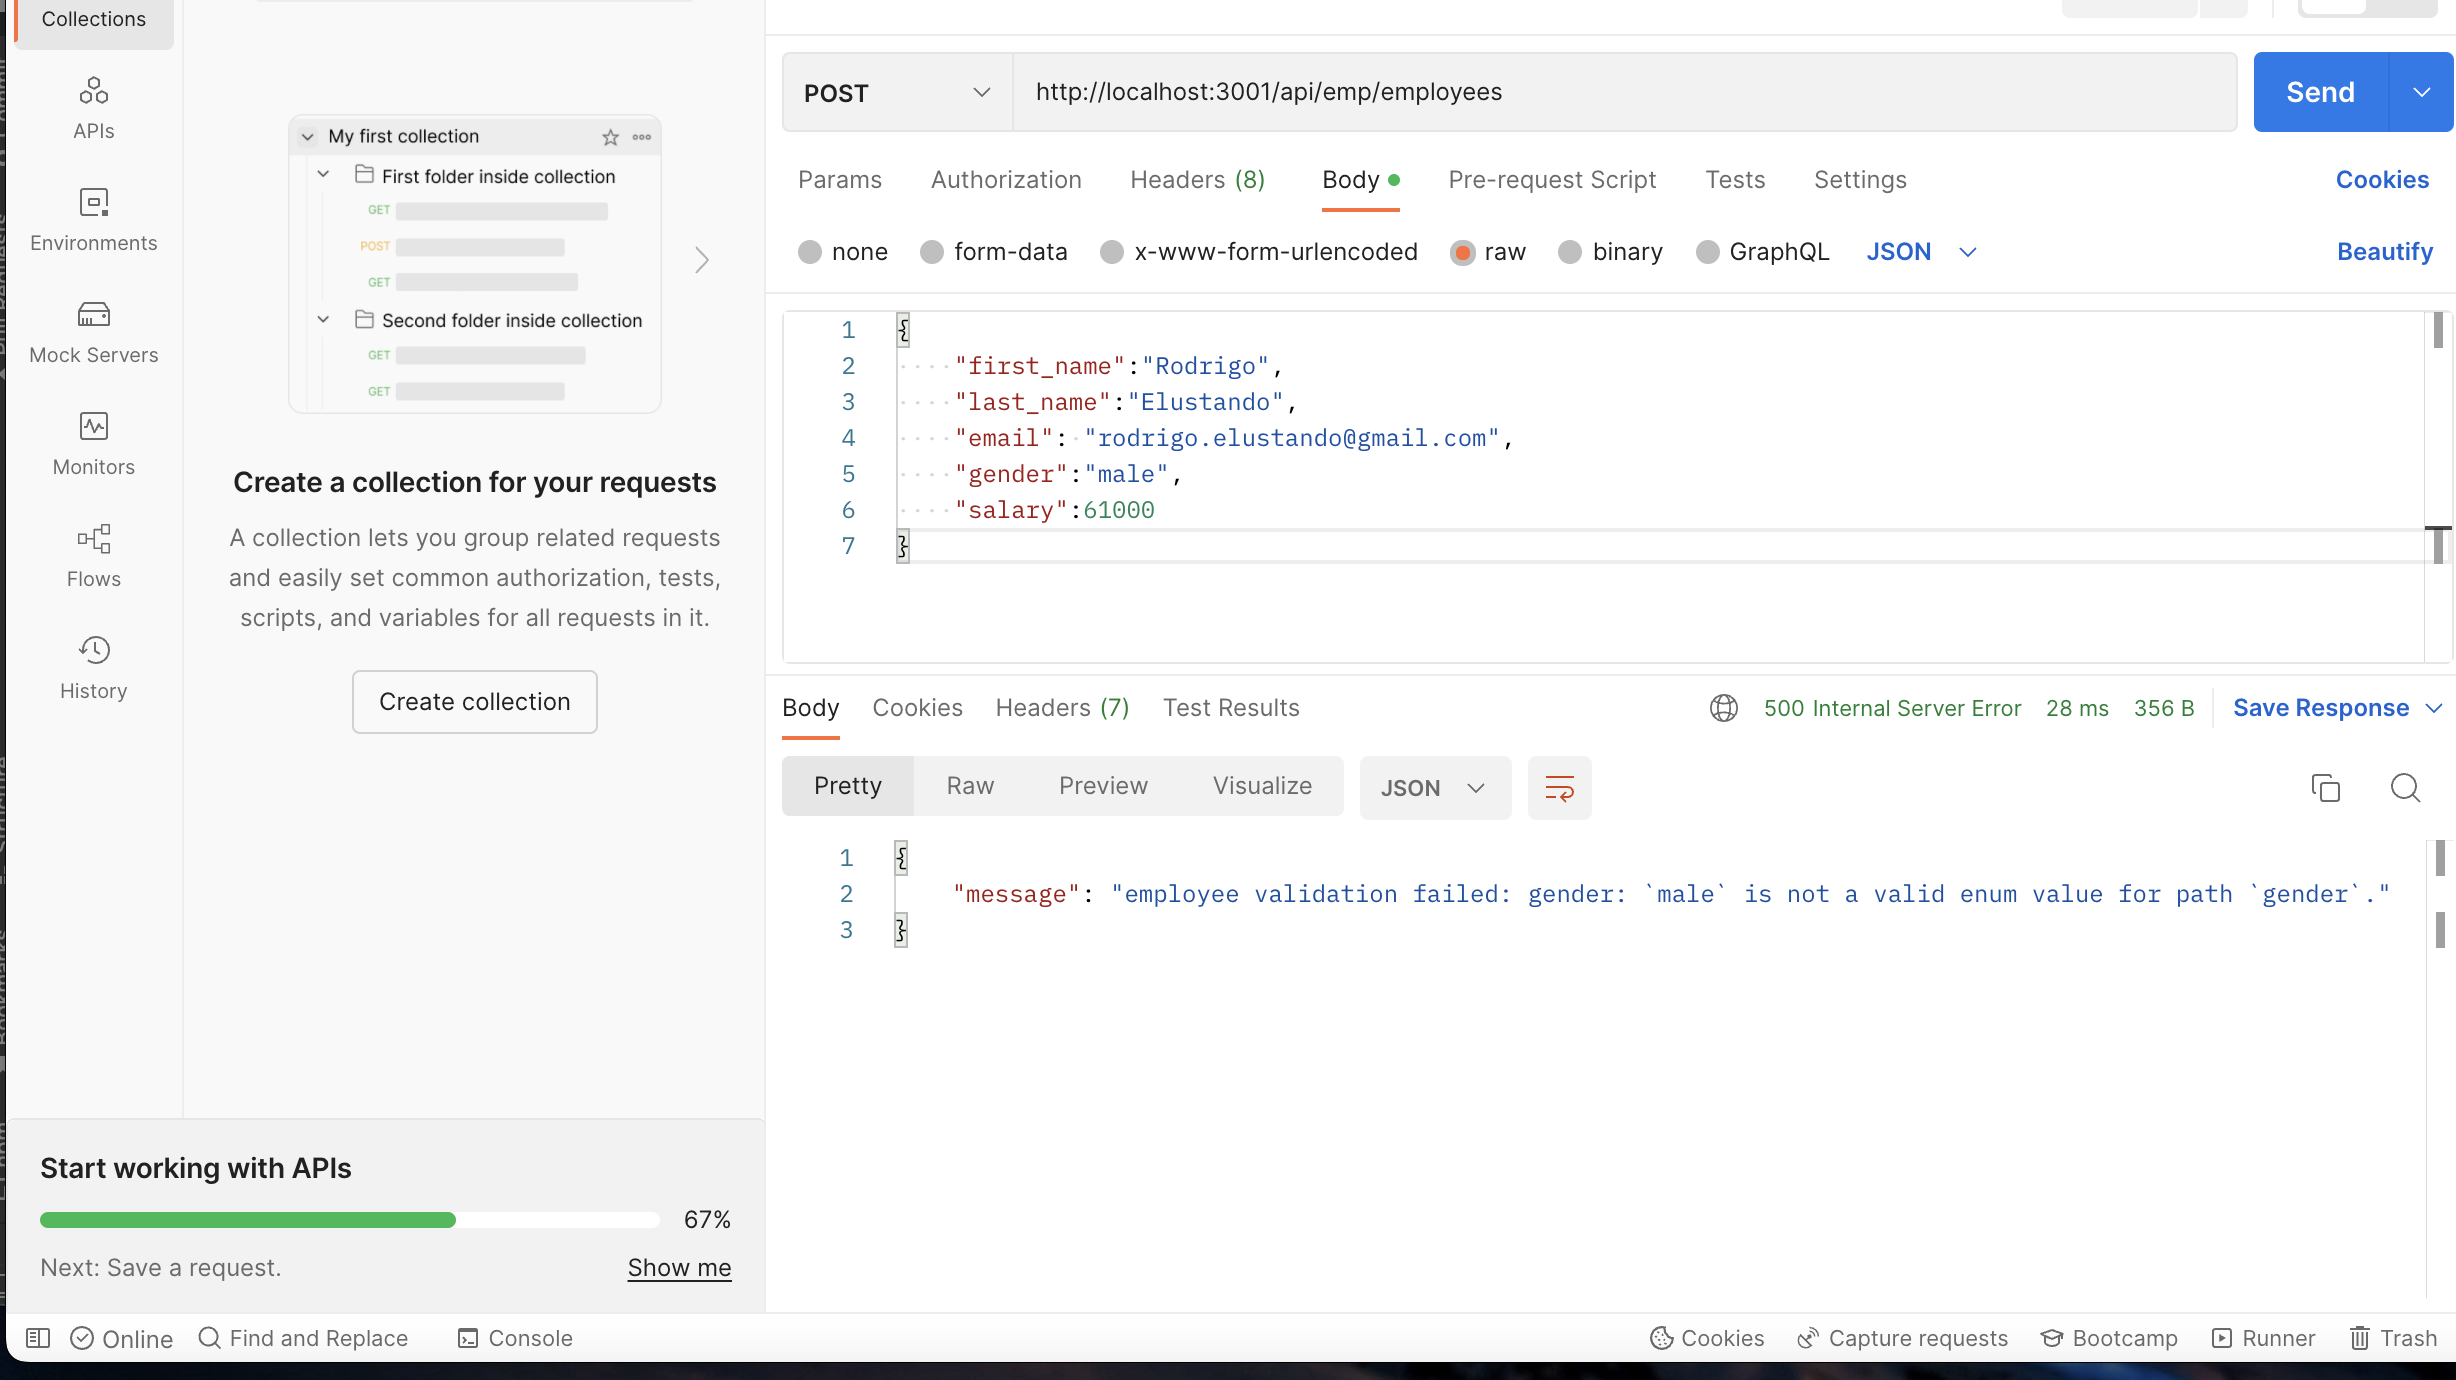 Collections
APIs
Environments
Mock Servers
Monitors
Flows
History
My first collection
First folder inside collection
GET
POST
GET
Second folder inside collection
GET
GET
Create a collection for your requests
A collection lets you group related requests
and easily set common authorization, tests,
scripts, and variables for all requests in it.
Create collection
Start working with APIs
67%
Next: Save a request.
Show me
POST
http://localhost:3001/api/emp/employees
Send
Params Authorization Headers (8) Body Pre-request Script Tests Settings Cookies
none form-data x-www-form-urlencoded raw binary GraphQL JSON Beautify
1 {
2 "first_name":"Rodrigo",
3 "last_name":"Elustando",
4 "email": "rodrigo.elustando@gmail.com",
5 "gender":"male",
6 "salary":61000
7 }
Body Cookies Headers (7) Test Results 500 Internal Server Error 28 ms 356 B Save Response
Pretty Raw Preview Visualize JSON
1 {
2 "message": "employee validation failed: gender: `male` is not a valid enum value for path `gender`."
3 }
Online Find and Replace Console Cookies Capture requests Bootcamp Runner Trash